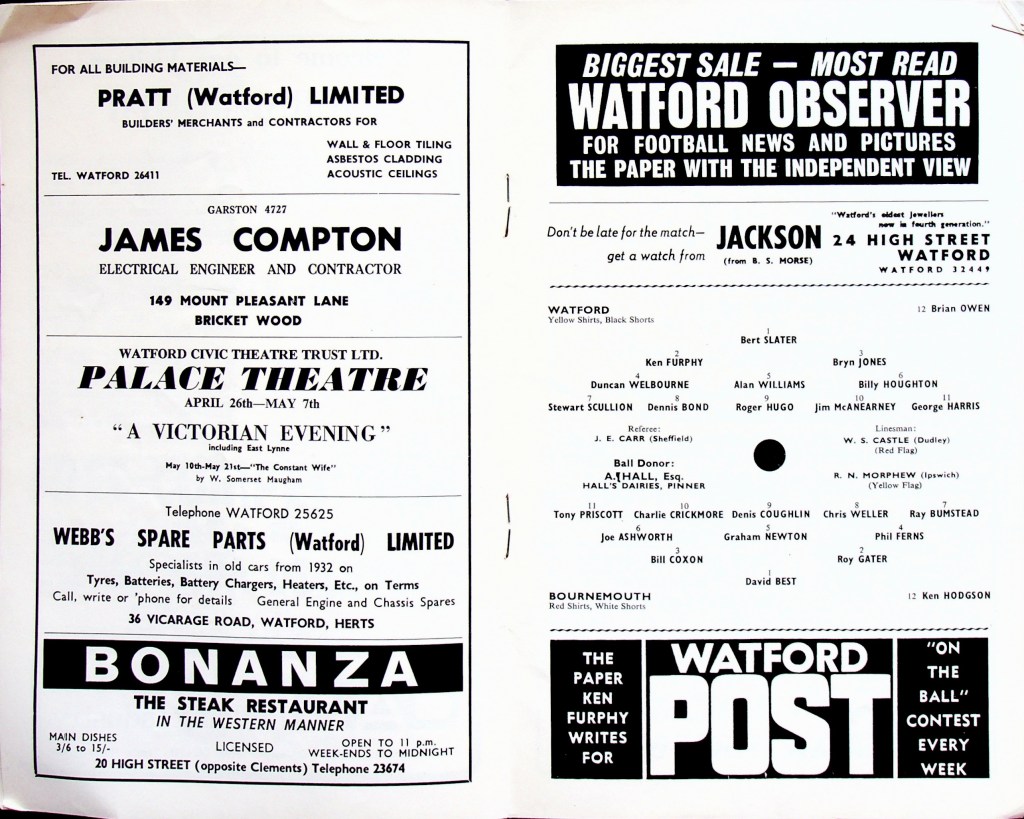 FOR ALL BUILDING MATERIALS—
PRATT (Watford) LIMITED
BUILDERS' MERCHANTS and CONTRACTORS FOR
WALL & FLOOR TILING
ASBESTOS CLADDING
TEL. WATFORD 26411 ACOUSTIC CEILINGS
GARSTON 4727
JAMES COMPTON
ELECTRICAL ENGINEER AND CONTRACTOR
149 MOUNT PLEASANT LANE
BRICKET WOOD
WATFORD CIVIC THEATRE TRUST LTD.
PALACE THEATRE
APRIL 26th—MAY 7th
"A VICTORIAN EVENING"
including East Lynne
May 10th-May 21st—"The Constant Wife"
by W. Somerset Maugham
Telephone WATFORD 25625
WEBB'S SPARE PARTS (Watford) LIMITED
Specialists in old cars from 1932 on
Tyres, Batteries, Battery Chargers, Heaters, Etc., on Terms
Call, write or 'phone for details General Engine and Chassis Spares
36 VICARAGE ROAD, WATFORD, HERTS
BONANZA
THE STEAK RESTAURANT
IN THE WESTERN MANNER
MAIN DISHES
3/6 to 15/-
LICENSED
OPEN TO 11 p.m.
WEEK-ENDS TO MIDNIGHT
20 HIGH STREET (opposite Clements) Telephone 23674
BIGGEST SALE — MOST READ
WATFORD OBSERVER
FOR FOOTBALL NEWS AND PICTURES
THE PAPER WITH THE INDEPENDENT VIEW
Don't be late for the match—
get a watch from
JACKSON
(from B. S. MORSE)
"Watford's oldest Jewellers
now in fourth generation."
24 HIGH STREET
WATFORD
WATFORD 32449
WATFORD 12 Brian OWEN
Yellow Shirts, Black Shorts
1
Bert SLATER
2 3
Ken FURPHY Bryn JONES
4 5 6
Duncan WELBOURNE Alan WILLIAMS Billy HOUGHTON
7 8 9 10 11
Stewart SCULLION Dennis BOND Roger HUGO Jim McANEARNEY George HARRIS
Referee:
J. E. CARR (Sheffield)
Linesman:
W. S. CASTLE (Dudley)
(Red Flag)
Ball Donor:
A. HALL, Esq.
HALL'S DAIRIES, PINNER
R. N. MORPHEW (Ipswich)
(Yellow Flag)
11 10 9 8 7
Tony PRISCOTT Charlie CRICKMORE Denis COUGHLIN Chris WELLER Ray BUMSTEAD
6 5 4
Joe ASHWORTH Graham NEWTON Phil FERNS
3 2
Bill COXON Roy GATER
1
David BEST
BOURNEMOUTH 12 Ken HODGSON
Red Shirts, White Shorts
THE
PAPER
KEN
FURPHY
WRITES
FOR
WATFORD
POST
"ON
THE
BALL"
CONTEST
EVERY
WEEK